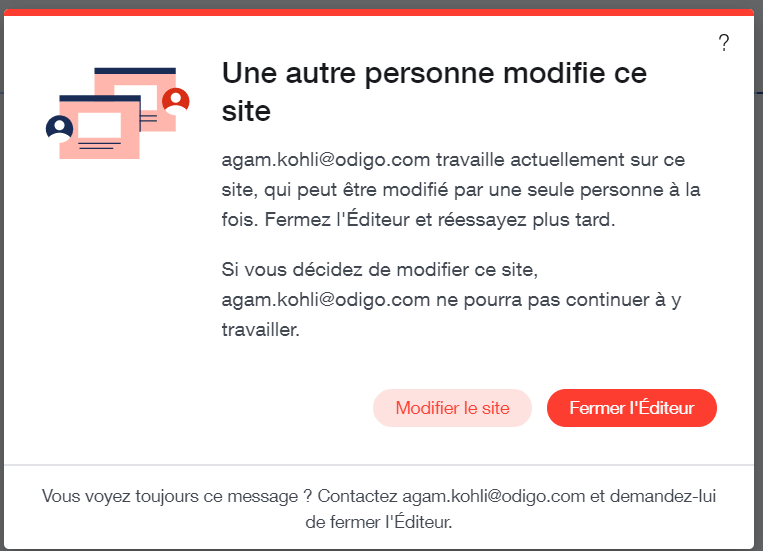 ?
Une autre personne modifie ce
site
agam.kohli@odigo.com travaille actuellement sur ce
site, qui peut être modifié par une seule personne à la
fois. Fermez l'Éditeur et réessayez plus tard.
Si vous décidez de modifier ce site,
agam.kohli@odigo.com ne pourra pas continuer à y
travailler.
Modifier le site
Fermer l'Éditeur
Vous voyez toujours ce message ? Contactez agam.kohli@odigo.com et demandez-lui
de fermer l'Éditeur.